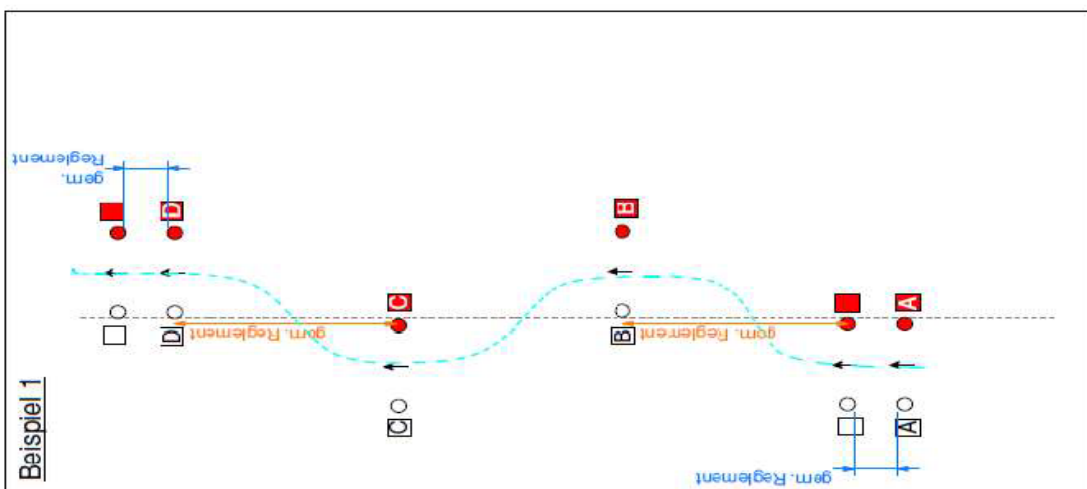 Beispiel 1
gem.
Reglement
D
D
C
gem. Reglement
C
B
B
gem. Reglement
A
A
gem. Reglement